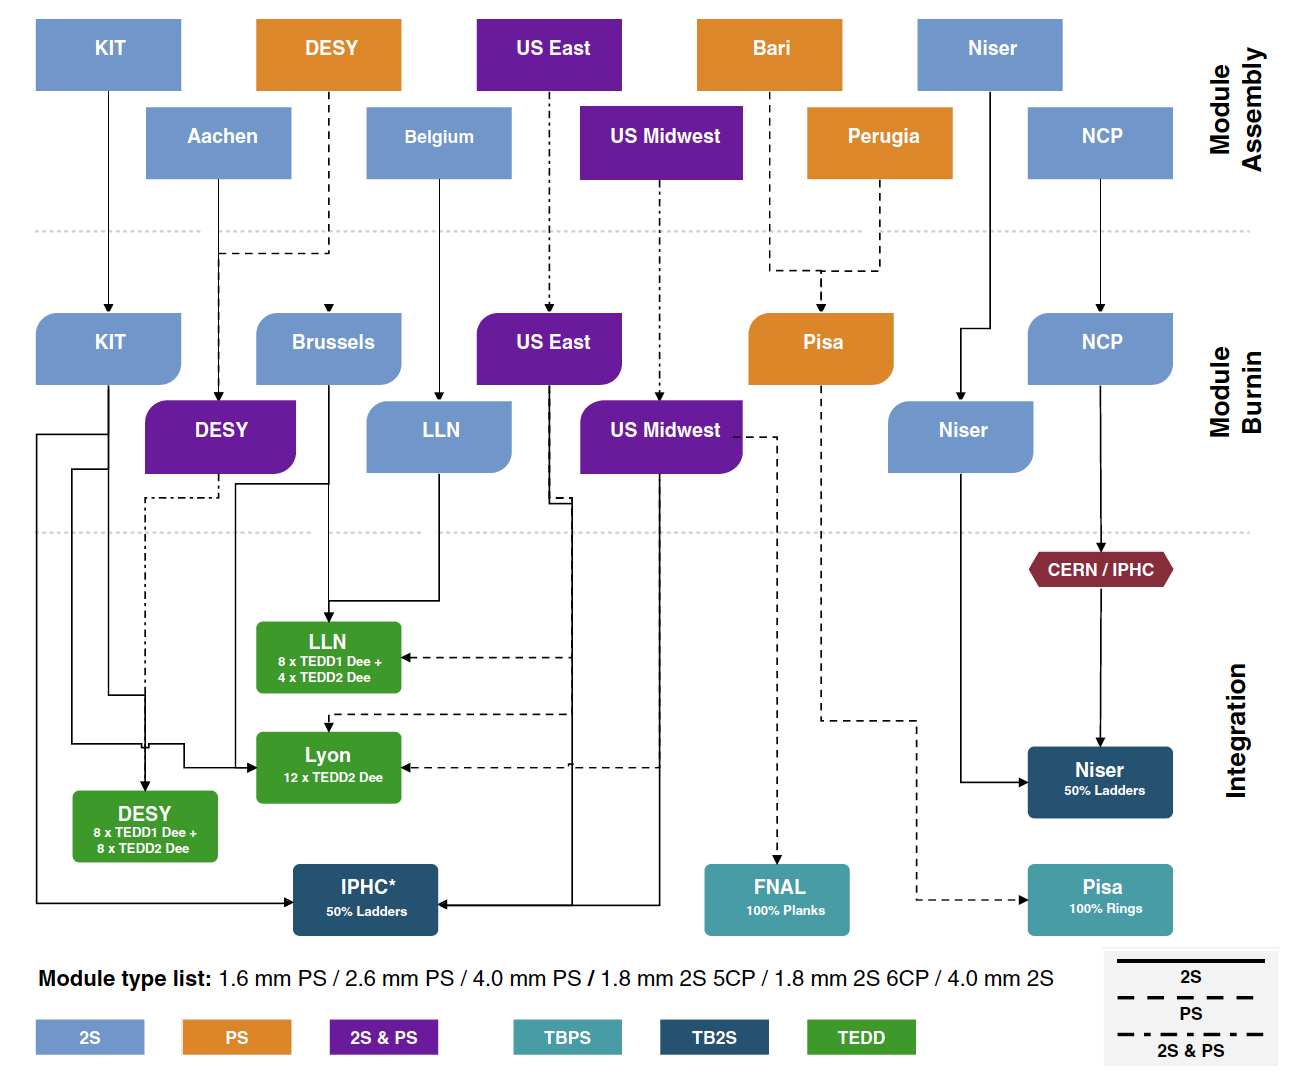 KIT
DESY
US East
Bari
Niser
Aachen
Belgium
US Midwest
Perugia
NCP
Module
Assembly
KIT
Brussels
US East
Pisa
NCP
DESY
LLN
US Midwest
Niser
Module
Burnin
CERN / IPHC
LLN
8 x TEDD1 Dee +
4 x TEDD2 Dee
Lyon
12 x TEDD2 Dee
Niser
50% Ladders
DESY
8 x TEDD1 Dee +
8 x TEDD2 Dee
Integration
IPHC*
50% Ladders
FNAL
100% Planks
Pisa
100% Rings
Module type list: 1.6 mm PS / 2.6 mm PS / 4.0 mm PS / 1.8 mm 2S 5CP / 1.8 mm 2S 6CP / 4.0 mm 2S
2S
PS
2S & PS
TBPS
TB2S
TEDD
2S
PS
2S & PS